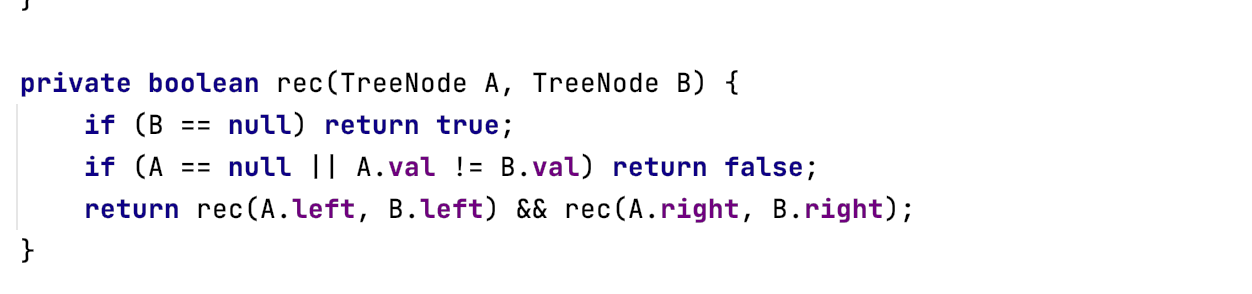 }
private boolean rec(TreeNode A, TreeNode B) {
    if (B == null) return true;
    if (A == null || A.val != B.val) return false;
    return rec(A.left, B.left) && rec(A.right, B.right);
}